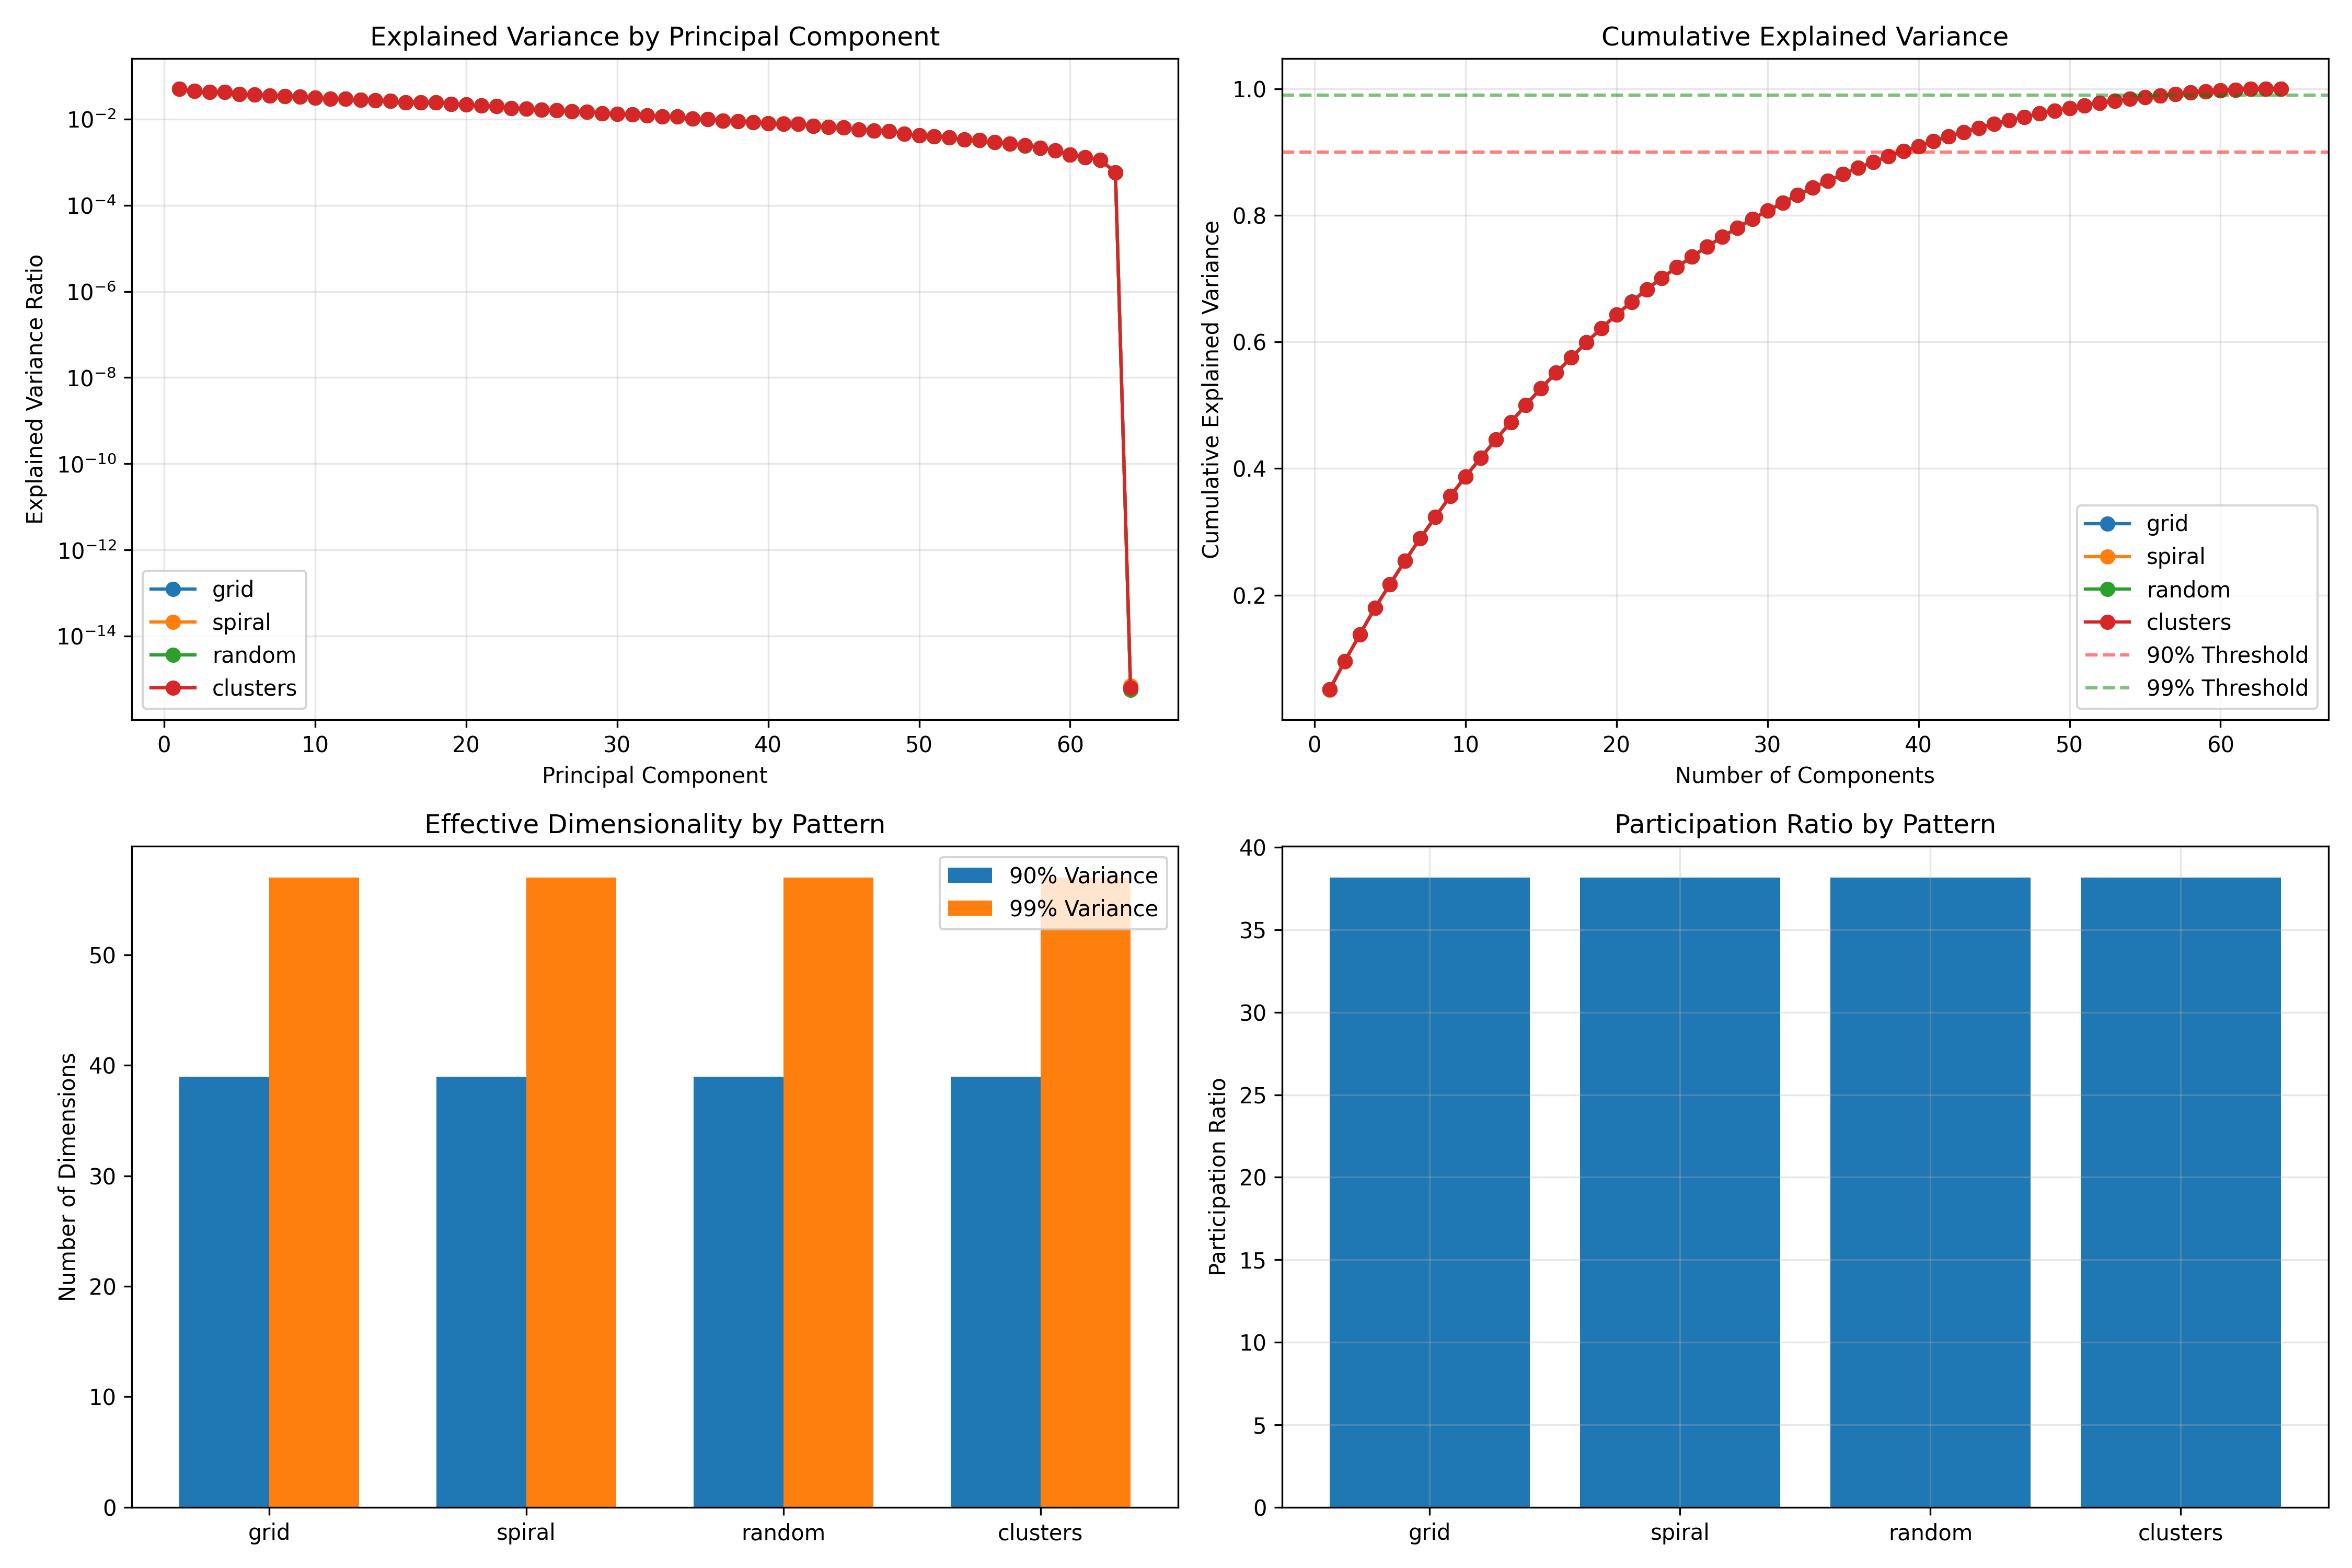 Explained Variance by Principal Component
Explained Variance Ratio
10⁻²
10⁻⁴
10⁻⁶
10⁻⁸
10⁻¹⁰
10⁻¹²
10⁻¹⁴
grid
spiral
random
clusters
0 10 20 30 40 50 60
Principal Component
Cumulative Explained Variance
Cumulative Explained Variance
1.0
0.8
0.6
0.4
0.2
grid
spiral
random
clusters
90% Threshold
99% Threshold
0 10 20 30 40 50 60
Number of Components
Effective Dimensionality by Pattern
Number of Dimensions
50
40
30
20
10
0
90% Variance
99% Variance
grid spiral random clusters
Participation Ratio by Pattern
Participation Ratio
40
35
30
25
20
15
10
5
0
grid spiral random clusters